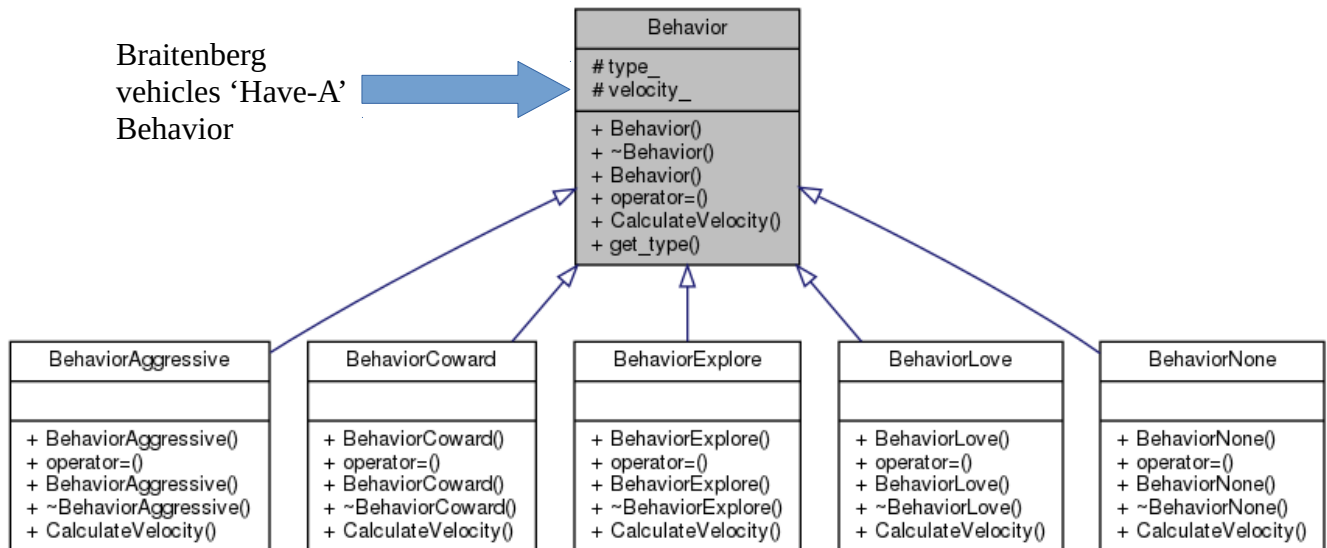 Braitenberg
vehicles ‘Have-A’
Behavior
Behavior
# type_
# velocity_
+ Behavior()
+ ~Behavior()
+ Behavior()
+ operator=()
+ CalculateVelocity()
+ get_type()
BehaviorAggressive
+ BehaviorAggressive()
+ operator=()
+ BehaviorAggressive()
+ ~BehaviorAggressive()
+ CalculateVelocity()
BehaviorCoward
+ BehaviorCoward()
+ operator=()
+ BehaviorCoward()
+ ~BehaviorCoward()
+ CalculateVelocity()
BehaviorExplore
+ BehaviorExplore()
+ operator=()
+ BehaviorExplore()
+ ~BehaviorExplore()
+ CalculateVelocity()
BehaviorLove
+ BehaviorLove()
+ operator=()
+ BehaviorLove()
+ ~BehaviorLove()
+ CalculateVelocity()
BehaviorNone
+ BehaviorNone()
+ operator=()
+ BehaviorNone()
+ ~BehaviorNone()
+ CalculateVelocity()